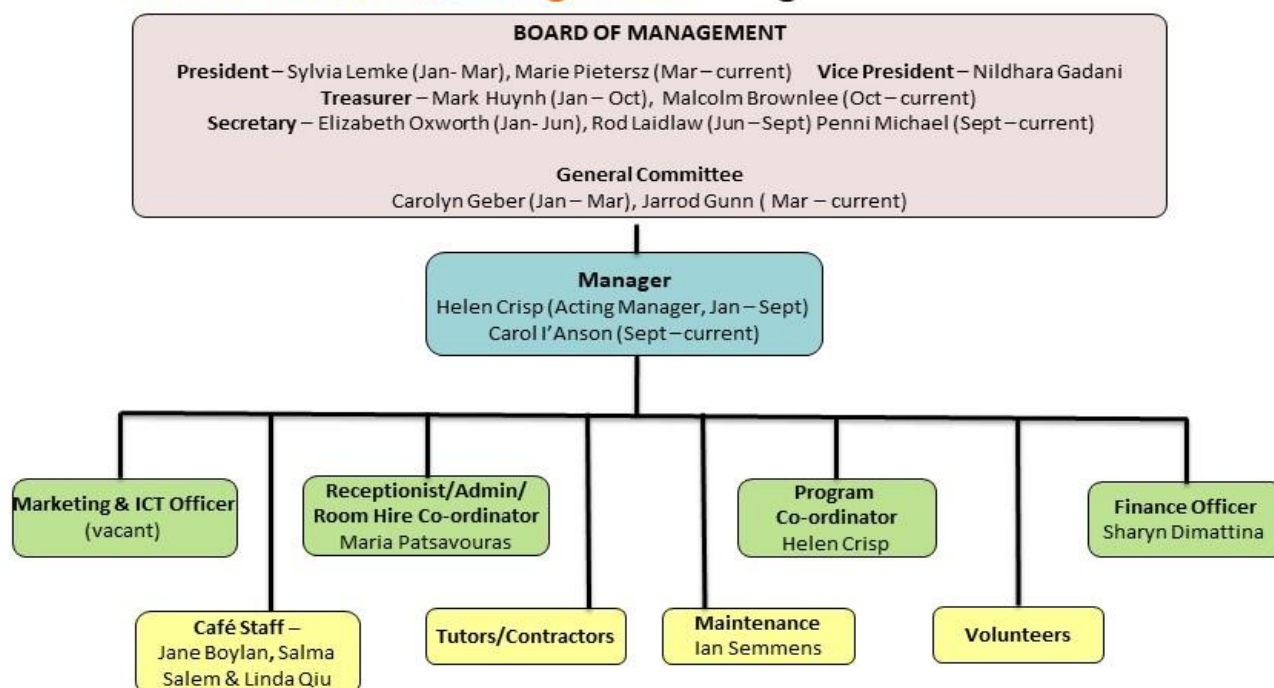 BOARD OF MANAGEMENT
President – Sylvia Lemke (Jan- Mar), Marie Pietersz (Mar – current) Vice President – Nildhara Gadani
Treasurer – Mark Huynh (Jan – Oct), Malcolm Brownlee (Oct – current)
Secretary – Elizabeth Oxworth (Jan- Jun), Rod Laidlaw (Jun – Sept) Penni Michael (Sept – current)
General Committee
Carolyn Geber (Jan – Mar), Jarrod Gunn ( Mar – current)
Manager
Helen Crisp (Acting Manager, Jan – Sept)
Carol I’Anson (Sept – current)
Marketing & ICT Officer
(vacant)
Receptionist/Admin/
Room Hire Co-ordinator
Maria Patsavouras
Program
Co-ordinator
Helen Crisp
Finance Officer
Sharyn Dimattina
Café Staff –
Jane Boylan, Salma
Salem & Linda Qiu
Tutors/Contractors
Maintenance
Ian Semmens
Volunteers